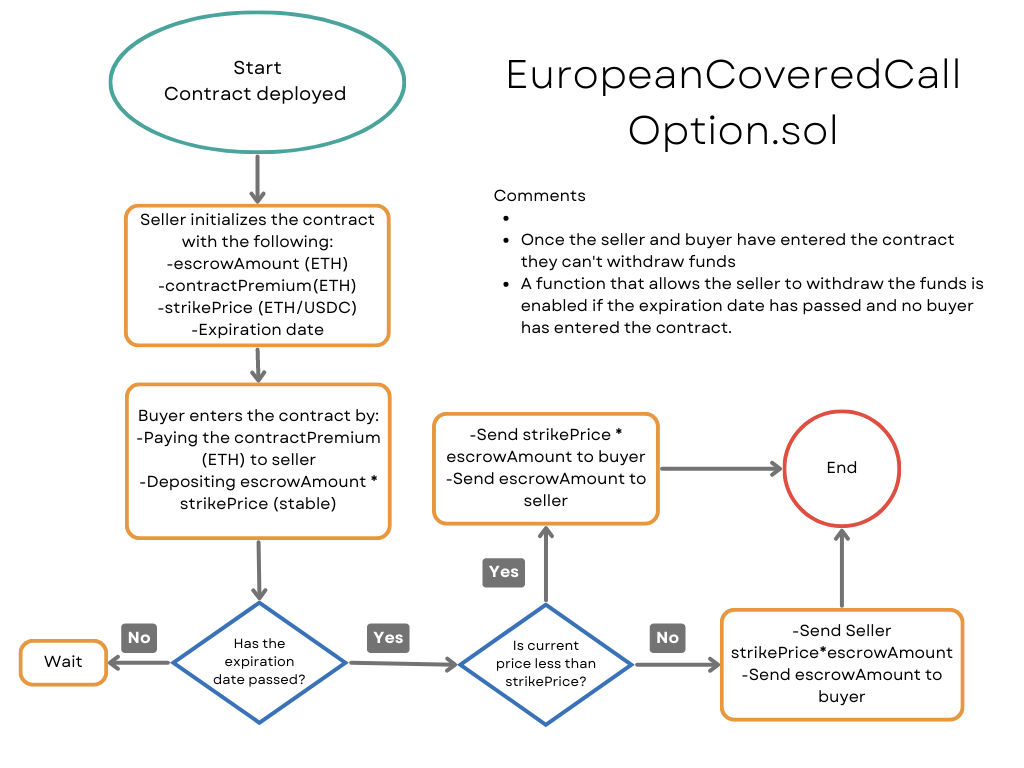 Start
Contract deployed
EuropeanCoveredCall
Option.sol
Comments
•
• Once the seller and buyer have entered the contract
they can't withdraw funds
• A function that allows the seller to withdraw the funds is
enabled if the expiration date has passed and no buyer
has entered the contract.
Seller initializes the contract
with the following:
-escrowAmount (ETH)
-contractPremium(ETH)
-strikePrice (ETH/USDC)
-Expiration date
Buyer enters the contract by:
-Paying the contractPremium
(ETH) to seller
-Depositing escrowAmount *
strikePrice (stable)
-Send strikePrice *
escrowAmount to buyer
-Send escrowAmount to
seller
End
Yes
No
Wait
Has the
expiration
date passed?
Yes
Is current
price less than
strikePrice?
No
-Send Seller
strikePrice*escrowAmount
-Send escrowAmount to
buyer